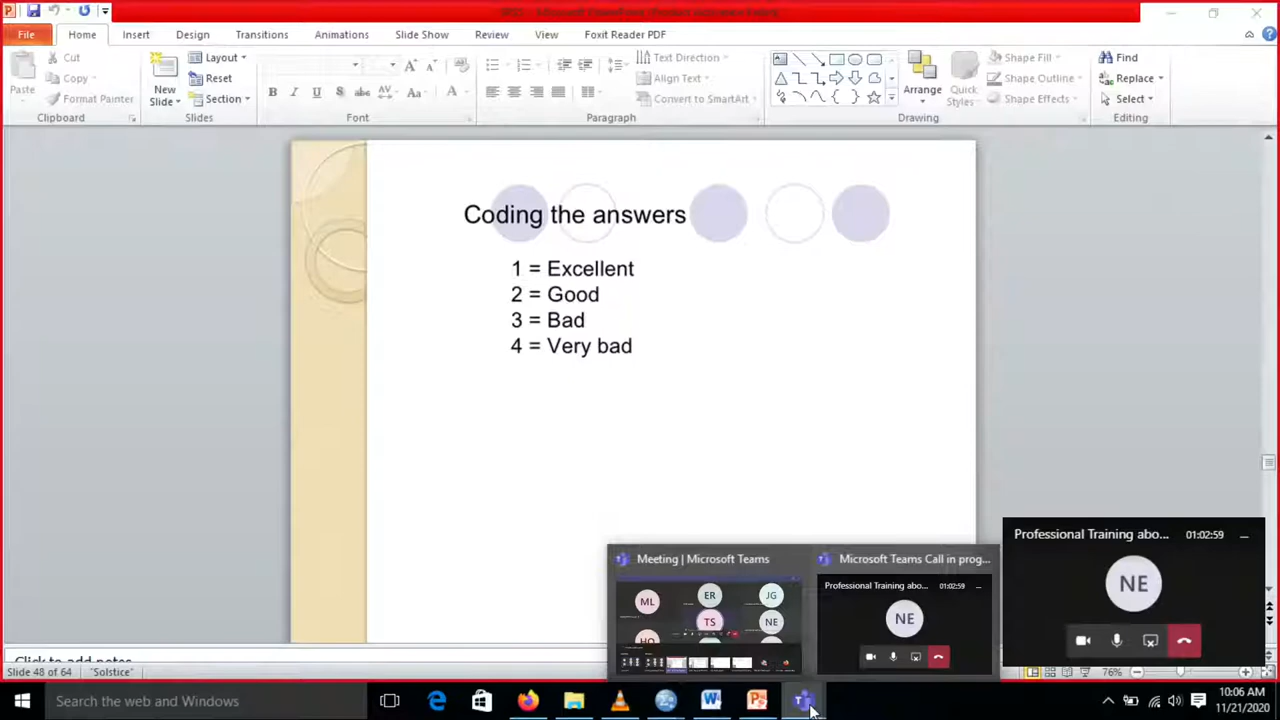 File Home Insert Design Transitions Animations Slide Show Review View Foxit Reader PDF
Paste
Cut
Copy
Format Painter
Clipboard
New Slide
Layout
Reset
Section
Slides
Font
Text Direction
Align Text
Convert to SmartArt
Paragraph
Arrange
Quick Styles
Shape Fill
Shape Outline
Shape Effects
Drawing
Find
Replace
Select
Editing
Coding the answers
1 = Excellent
2 = Good
3 = Bad
4 = Very bad
Meeting | Microsoft Teams
ML ER JG
TS NE
Microsoft Teams Call in prog...
Professional Training abo... 01:02:59
NE
Professional Training abo... 01:02:59
NE
Click to add notes
Slide 48 of 64 "Solstice" 76%
Search the web and Windows
10:06 AM
11/21/2020